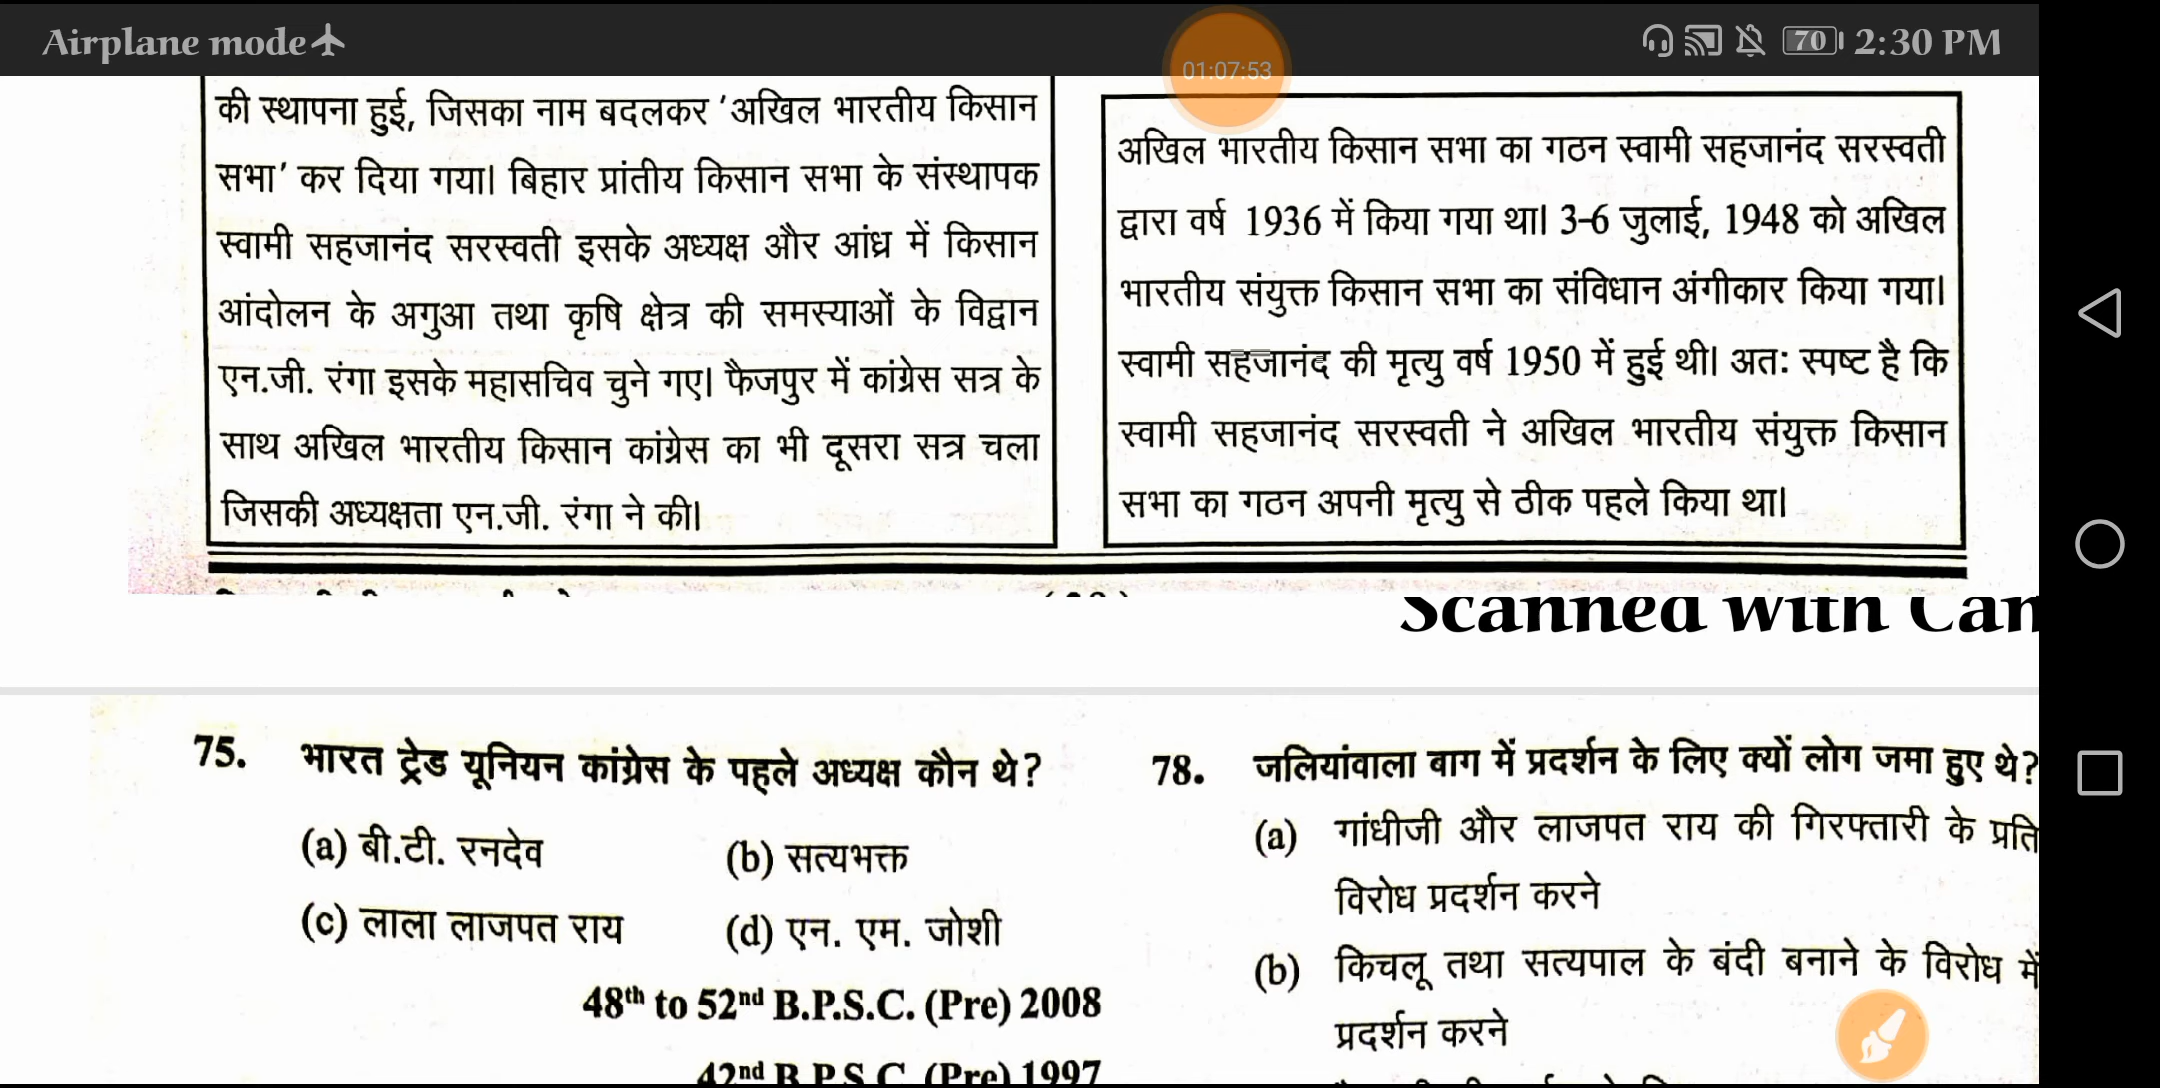 Airplane mode
01:07:53
70 2:30 PM
की स्थापना हुई, जिसका नाम बदलकर ‘अखिल भारतीय किसान
सभा’ कर दिया गया। बिहार प्रांतीय किसान सभा के संस्थापक
स्वामी सहजानंद सरस्वती इसके अध्यक्ष और आंध्र में किसान
आंदोलन के अगुआ तथा कृषि क्षेत्र की समस्याओं के विद्वान
एन.जी. रंगा इसके महासचिव चुने गए। फैजपुर में कांग्रेस सत्र के
साथ अखिल भारतीय किसान कांग्रेस का भी दूसरा सत्र चला
जिसकी अध्यक्षता एन.जी. रंगा ने की।
अखिल भारतीय किसान सभा का गठन स्वामी सहजानंद सरस्वती
द्वारा वर्ष 1936 में किया गया था। 3-6 जुलाई, 1948 को अखिल
भारतीय संयुक्त किसान सभा का संविधान अंगीकार किया गया।
स्वामी सहजानंद की मृत्यु वर्ष 1950 में हुई थी। अतः स्पष्ट है कि
स्वामी सहजानंद सरस्वती ने अखिल भारतीय संयुक्त किसान
सभा का गठन अपनी मृत्यु से ठीक पहले किया था।
Scanned with Cam
75. भारत ट्रेड यूनियन कांग्रेस के पहले अध्यक्ष कौन थे?
(a) बी.टी. रनदेव (b) सत्यभक्त
(c) लाला लाजपत राय (d) एन. एम. जोशी
48th to 52nd B.P.S.C. (Pre) 2008
42nd B.P.S.C. (Pre) 1997
78. जलियांवाला बाग में प्रदर्शन के लिए क्यों लोग जमा हुए थे?
(a) गांधीजी और लाजपत राय की गिरफ्तारी के प्रति
विरोध प्रदर्शन करने
(b) किचलू तथा सत्यपाल के बंदी बनाने के विरोध में
प्रदर्शन करने